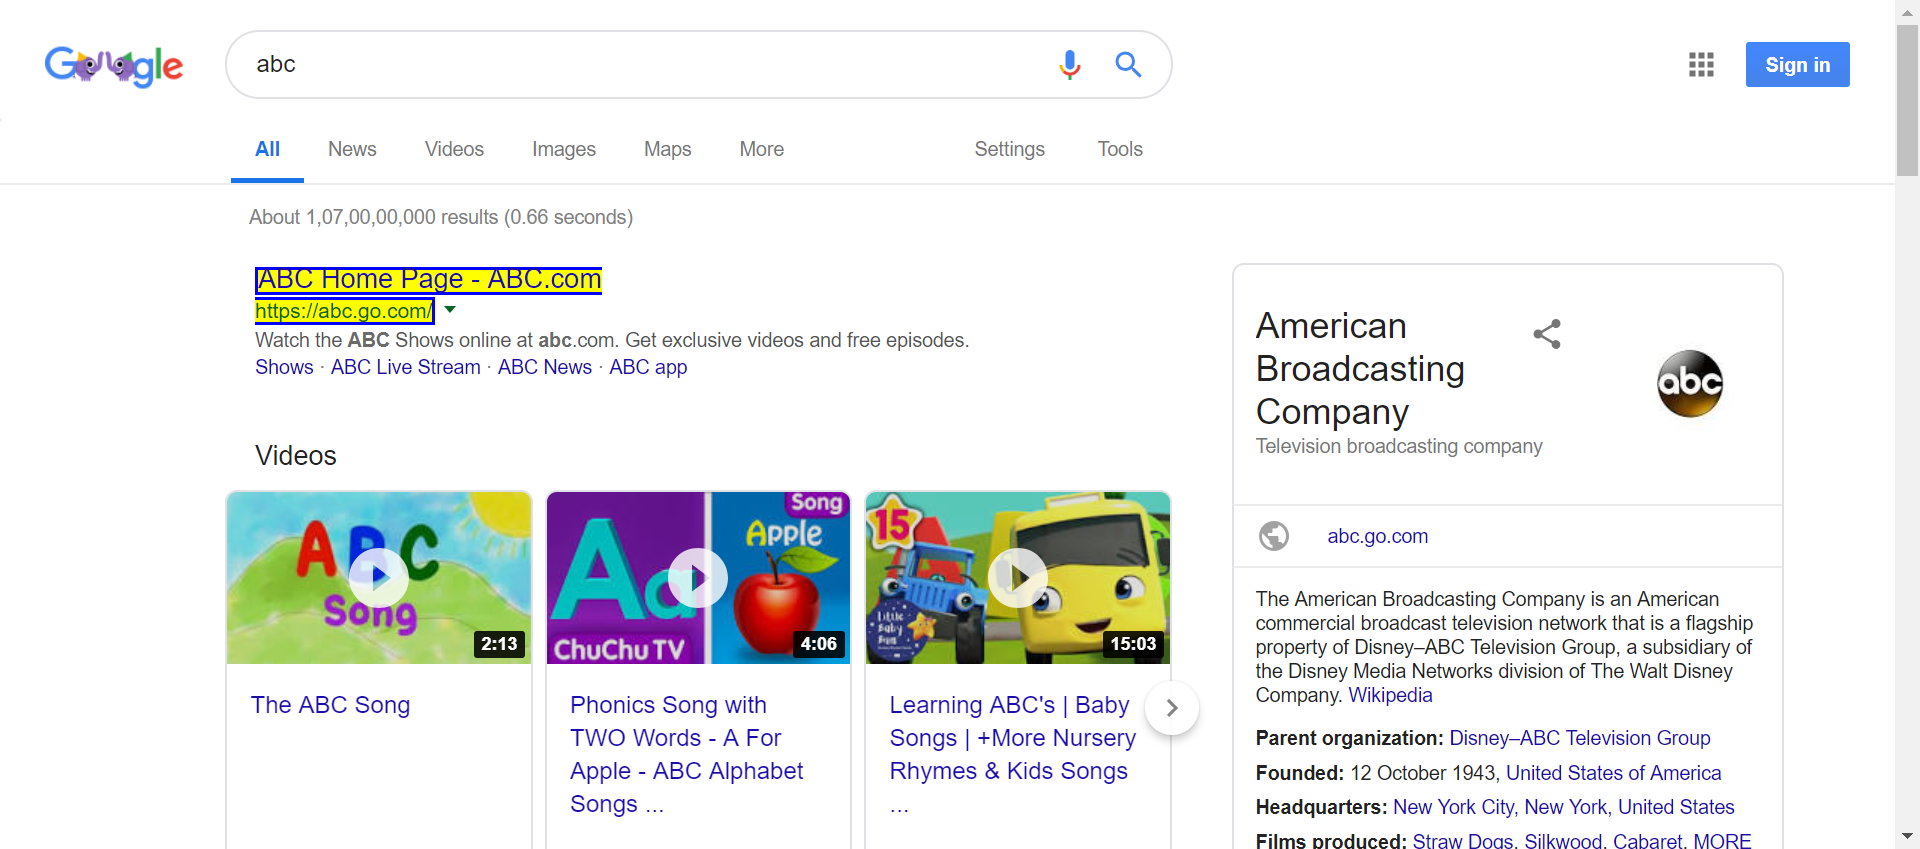 Google
abc
Sign in
All News Videos Images Maps More Settings Tools
About 1,07,00,00,000 results (0.66 seconds)
ABC Home Page - ABC.com
https://abc.go.com/
Watch the ABC Shows online at abc.com. Get exclusive videos and free episodes.
Shows · ABC Live Stream · ABC News · ABC app
Videos
ABC
Song
2:13
The ABC Song
Song
Aa
Apple
ChuChu TV
4:06
Phonics Song with
TWO Words - A For
Apple - ABC Alphabet
Songs ...
15
Little
Baby
Bum
15:03
Learning ABC's | Baby
Songs | +More Nursery
Rhymes & Kids Songs
...
American
Broadcasting
Company
abc
Television broadcasting company
abc.go.com
The American Broadcasting Company is an American
commercial broadcast television network that is a flagship
property of Disney–ABC Television Group, a subsidiary of
the Disney Media Networks division of The Walt Disney
Company. Wikipedia
Parent organization: Disney–ABC Television Group
Founded: 12 October 1943, United States of America
Headquarters: New York City, New York, United States
Films produced: Straw Dogs, Silkwood, Cabaret, MORE